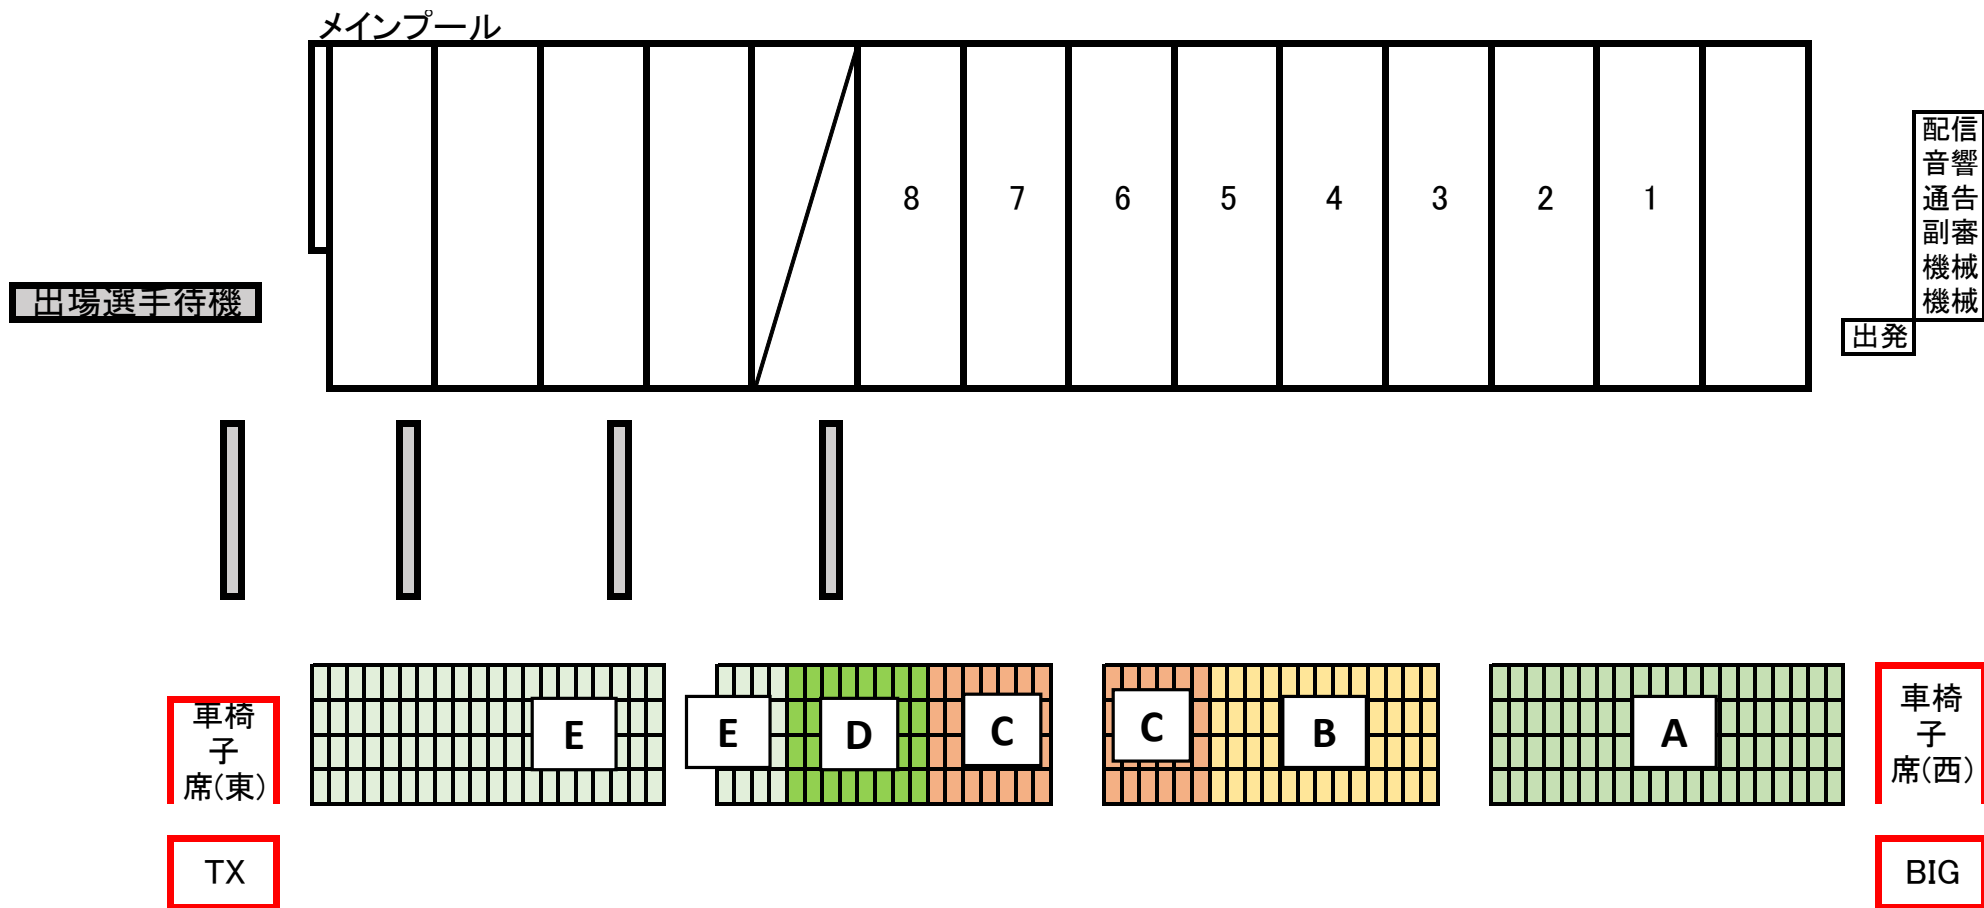 メインプール
8 7 6 5 4 3 2 1
配信
音響
通告
副審
機械
機械
出場選手待機
出発
車椅
子
席(東)
E E D C C B A
車椅
子
席(西)
TX
BIG